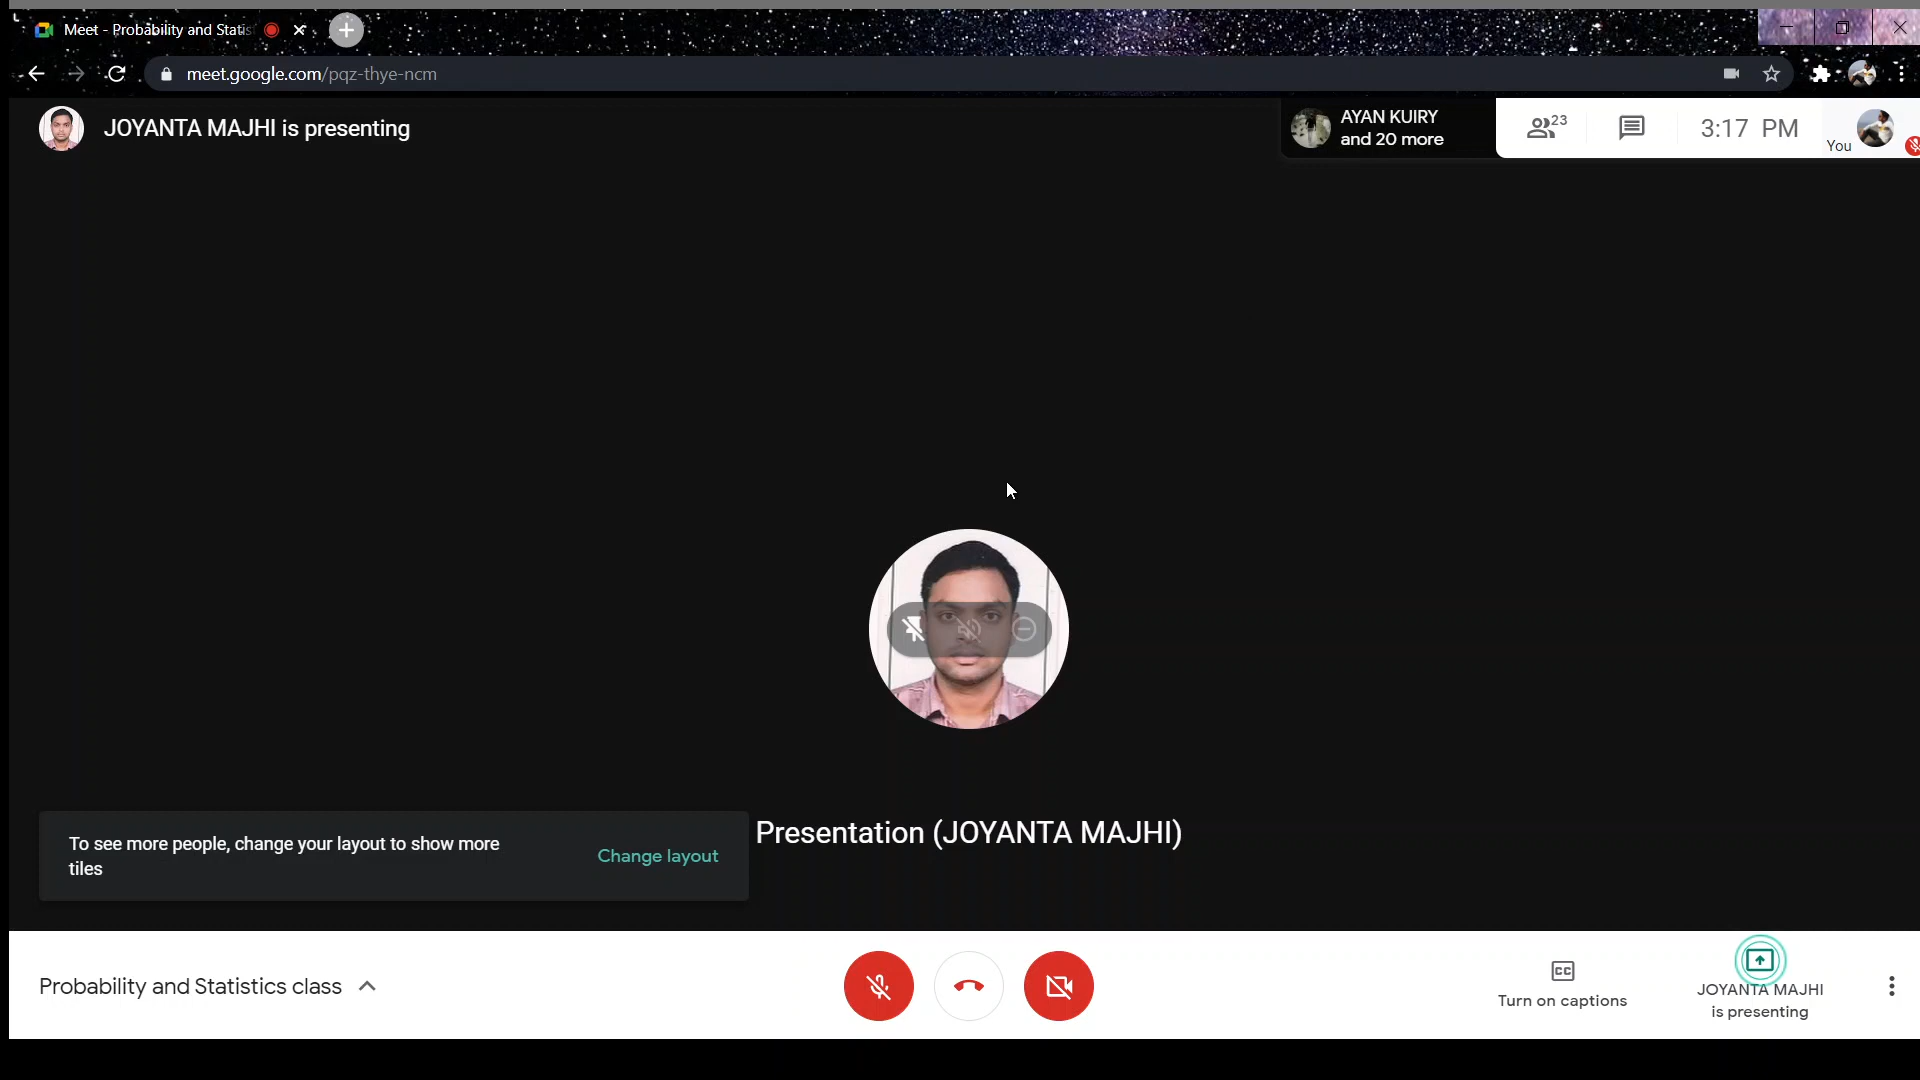 Meet - Probability and Statis
meet.google.com/pqz-thye-ncm
JOYANTA MAJHI is presenting
AYAN KUIRY
and 20 more
23
3:17 PM
You
To see more people, change your layout to show more
tiles
Change layout
Presentation (JOYANTA MAJHI)
Probability and Statistics class
CC
Turn on captions
JOYANTA MAJHI
is presenting